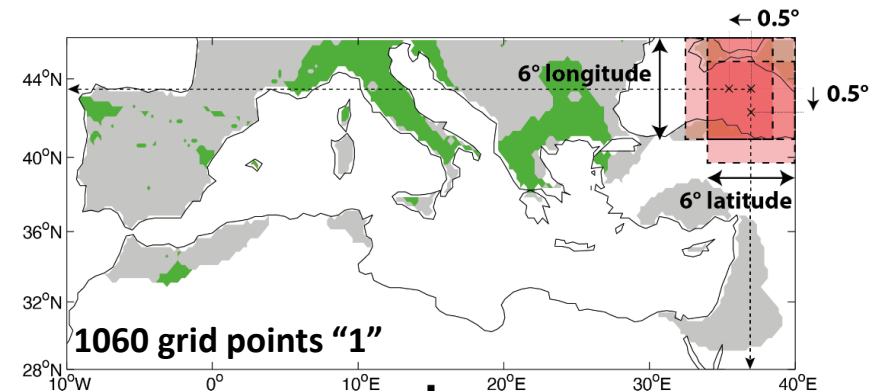 ← 0.5°
44°N
6° longitude
↓ 0.5°
40°N
6° latitude
36°N
32°N
1060 grid points “1”
28°N
10°W 0° 10°E 20°E 30°E 40°E